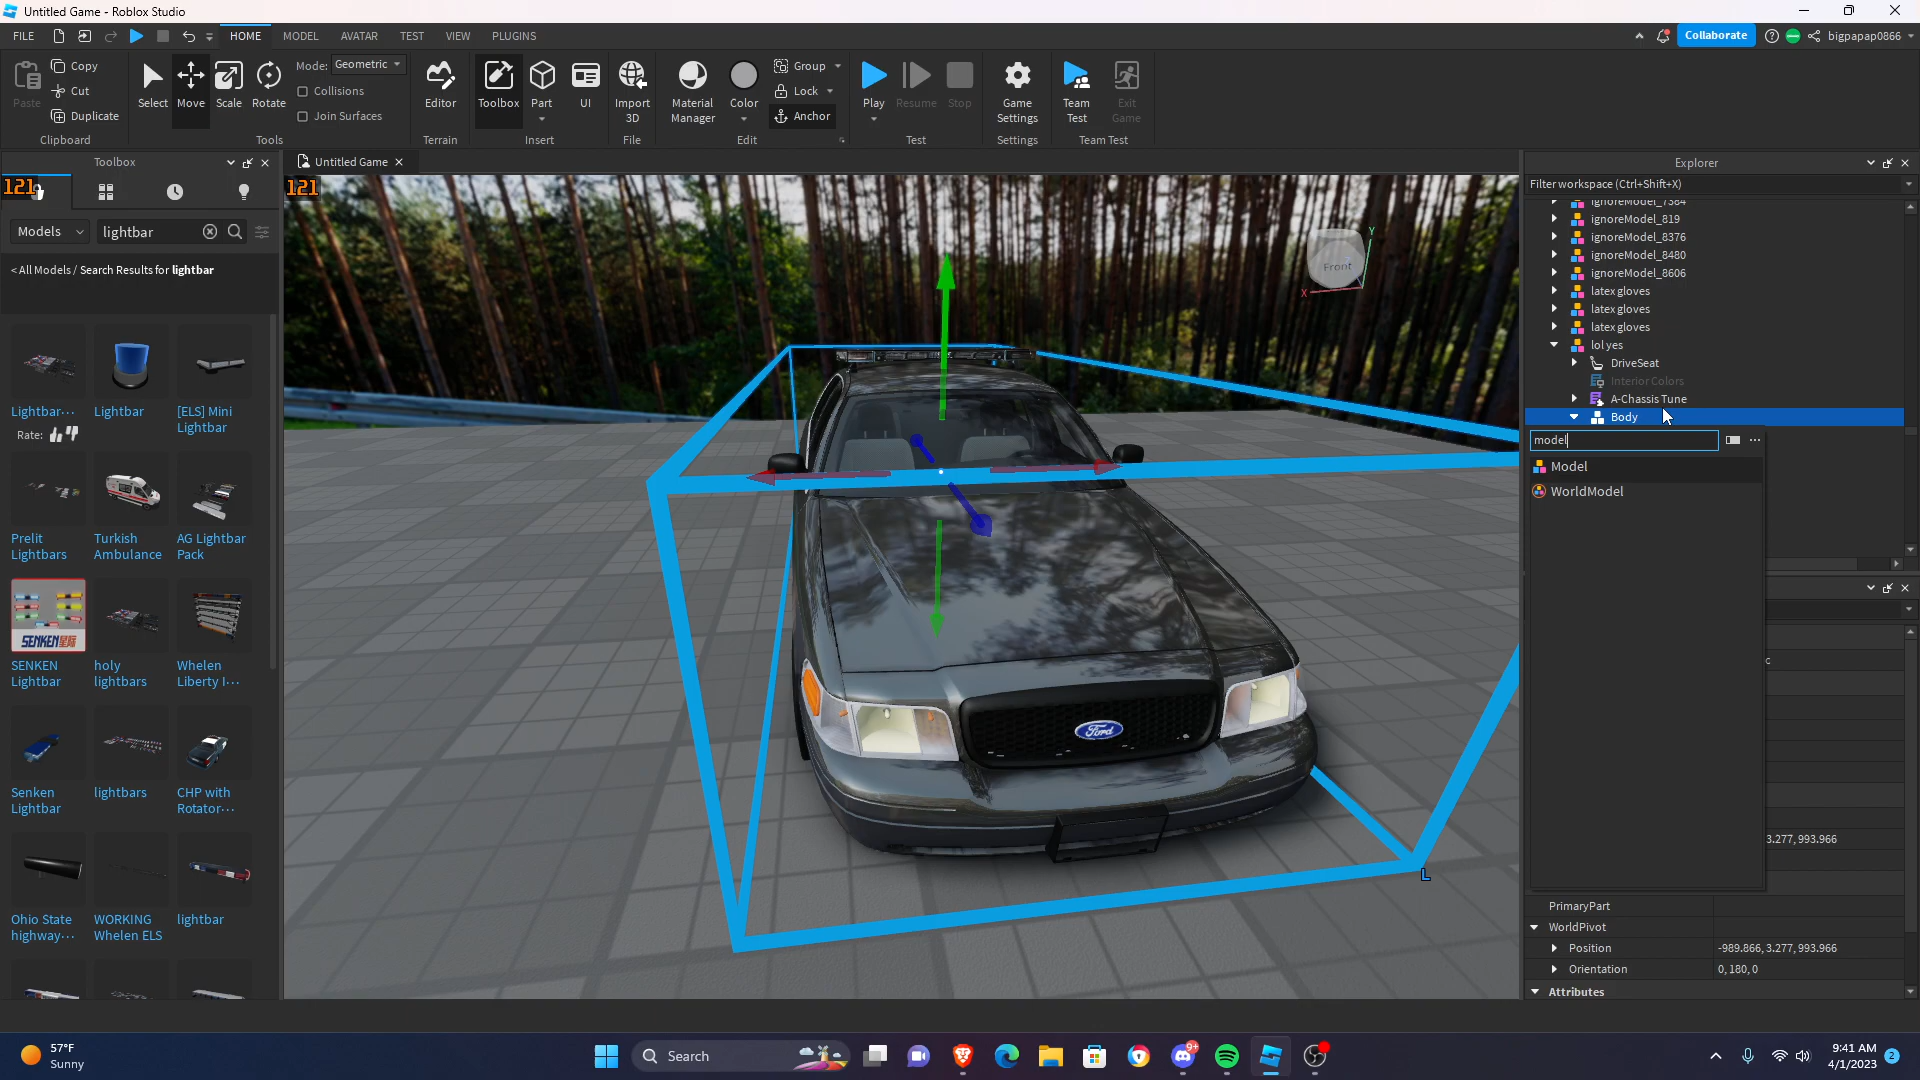 Untitled Game - Roblox Studio
FILE
HOME
MODEL
AVATAR
TEST
VIEW
PLUGINS
Collaborate
bigpapap0866
Paste
Copy
Cut
Duplicate
Select
Move
Scale
Rotate
Mode:
Geometric
Collisions
Join Surfaces
Editor
Toolbox
Part
UI
Import
3D
Material
Manager
Color
Group
Lock
Anchor
Play
Resume
Stop
Game
Settings
Team
Test
Exit
Game
Clipboard
Tools
Terrain
Insert
File
Edit
Test
Settings
Team Test
Toolbox
Untitled Game
Explorer
121
121
Filter workspace (Ctrl+Shift+X)
Models
lightbar
< All Models / Search Results for lightbar
Lightbar...
Lightbar
[ELS] Mini
Lightbar
Rate:
Prelit
Lightbars
Turkish
Ambulance
AG Lightbar
Pack
SENKEN
SENKEN
Lightbar
holy
lightbars
Whelen
Liberty I...
Senken
Lightbar
lightbars
CHP with
Rotator...
Ohio State
highway...
WORKING
Whelen ELS
lightbar
Front
Y
X
Ford
L
ignoreModel_7384
ignoreModel_819
ignoreModel_8376
ignoreModel_8480
ignoreModel_8606
latex gloves
latex gloves
latex gloves
lol yes
DriveSeat
Interior Colors
A-Chassis Tune
Body
model
Model
WorldModel
c
3.277, 993.966
PrimaryPart
WorldPivot
Position
-989.866, 3.277, 993.966
Orientation
0, 180, 0
Attributes
57°F
Sunny
Search
9+
9:41 AM
4/1/2023
2